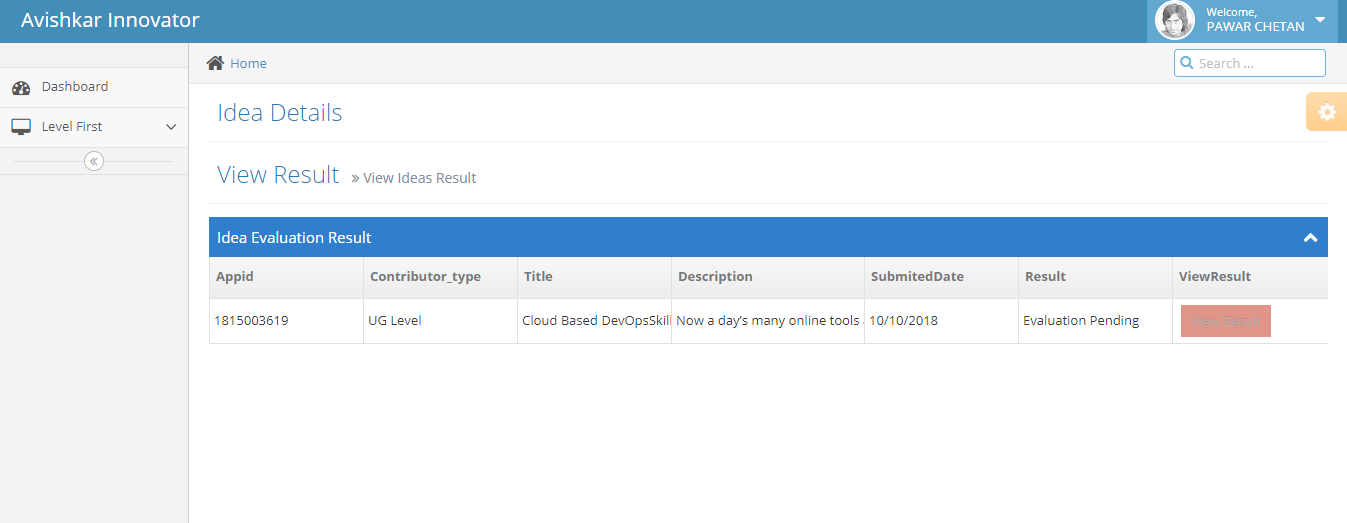 Avishkar Innovator
Welcome,
PAWAR CHETAN
Home
Search ...
Dashboard
Level First
Idea Details
View Result » View Ideas Result
Idea Evaluation Result
Appid Contributor_type Title Description SubmitedDate Result ViewResult
1815003619 UG Level Cloud Based DevOpsSkil Now a day's many online tools 10/10/2018 Evaluation Pending View Result